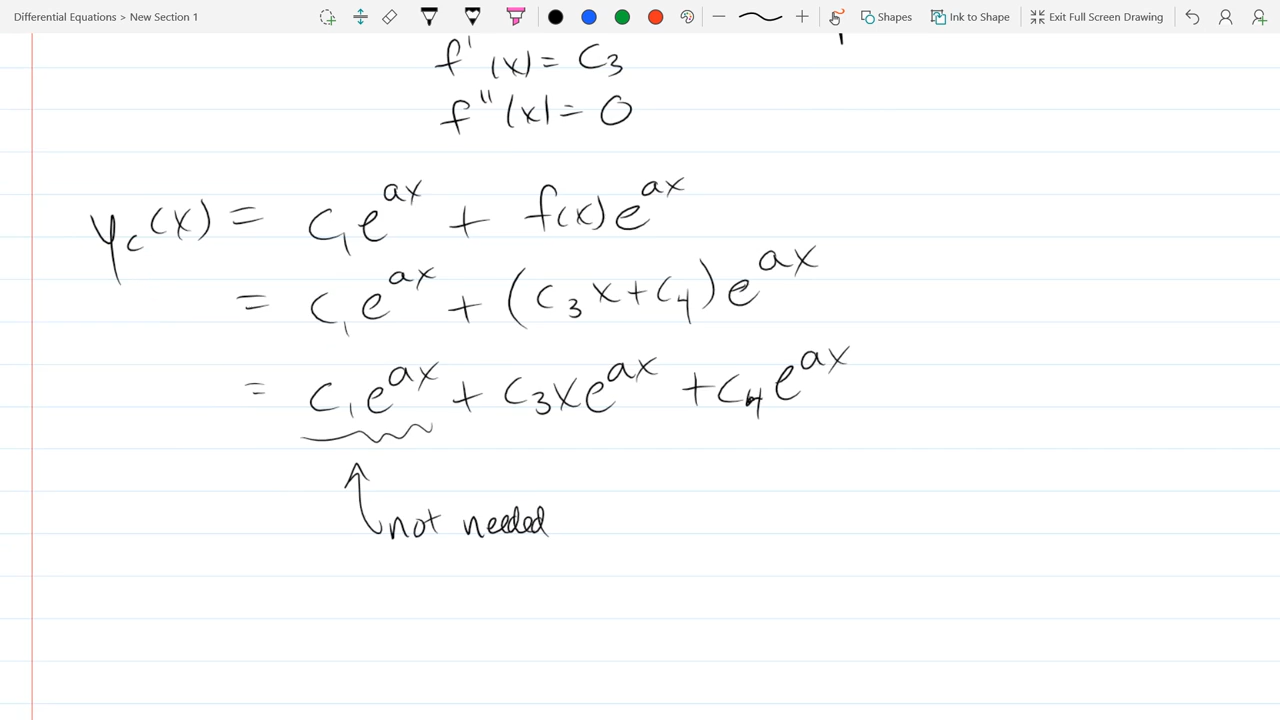 Differential Equations > New Section 1
Shapes
Ink to Shape
Exit Full Screen Drawing
f'(x) = c₃
f"(x) = 0
y_c(x) = c₁e^{ax} + f(x)e^{ax}
= c₁e^{ax} + (c₃x+c₄)e^{ax}
= c₁e^{ax} + c₃xe^{ax} + c₄e^{ax}
not needed